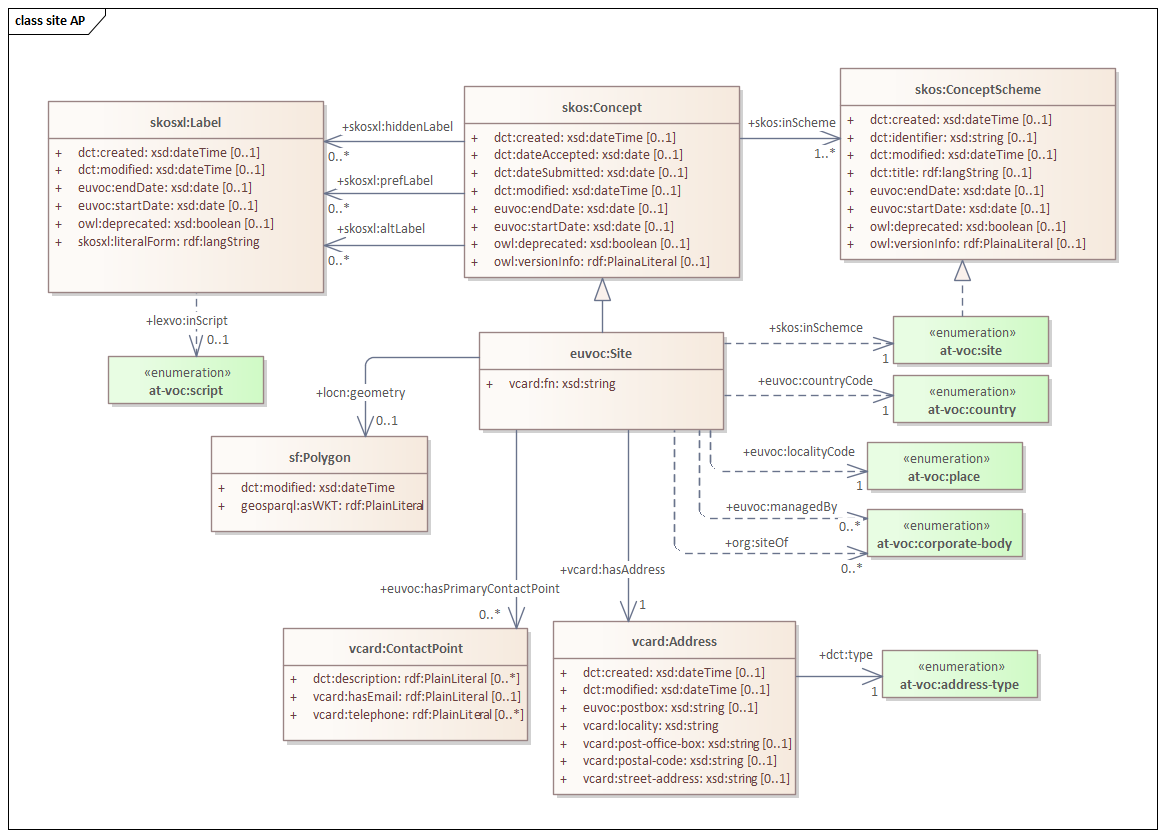 class site AP
skosxl:Label
+ dct:created: xsd:dateTime [0..1]
+ dct:modified: xsd:dateTime [0..1]
+ euvoc:endDate: xsd:date [0..1]
+ euvoc:startDate: xsd:date [0..1]
+ owl:deprecated: xsd:boolean [0..1]
+ skosxl:literalForm: rdf:langString
+skosxl:hiddenLabel
0..*
+skosxl:prefLabel
0..*
+skosxl:altLabel
0..*
skos:Concept
+ dct:created: xsd:dateTime [0..1]
+ dct:dateAccepted: xsd:date [0..1]
+ dct:dateSubmitted: xsd:date [0..1]
+ dct:modified: xsd:dateTime [0..1]
+ euvoc:endDate: xsd:date [0..1]
+ euvoc:startDate: xsd:date [0..1]
+ owl:deprecated: xsd:boolean [0..1]
+ owl:versionInfo: rdf:PlainaLiteral [0..1]
+skos:inScheme
1..*
skos:ConceptScheme
+ dct:created: xsd:dateTime [0..1]
+ dct:identifier: xsd:string [0..1]
+ dct:modified: xsd:dateTime [0..1]
+ dct:title: rdf:langString [0..1]
+ euvoc:endDate: xsd:date [0..1]
+ euvoc:startDate: xsd:date [0..1]
+ owl:deprecated: xsd:boolean [0..1]
+ owl:versionInfo: rdf:PlainaLiteral [0..1]
+lexvo:inScript
0..1
«enumeration»
at-voc:script
euvoc:Site
+ vcard:fn: xsd:string
+skos:inSchemce
1
«enumeration»
at-voc:site
+euvoc:countryCode
1
«enumeration»
at-voc:country
+locn:geometry
0..1
sf:Polygon
+ dct:modified: xsd:dateTime
+ geosparql:asWKT: rdf:PlainLiteral
+euvoc:localityCode
1
«enumeration»
at-voc:place
+euvoc:managedBy
0..*
+org:siteOf
0..*
«enumeration»
at-voc:corporate-body
+euvoc:hasPrimaryContactPoint
0..*
+vcard:hasAddress
1
vcard:ContactPoint
+ dct:description: rdf:PlainLiteral [0..*]
+ vcard:hasEmail: rdf:PlainLiteral [0..1]
+ vcard:telephone: rdf:PlainLiteral [0..*]
vcard:Address
+ dct:created: xsd:dateTime [0..1]
+ dct:modified: xsd:dateTime [0..1]
+ euvoc:postbox: xsd:string [0..1]
+ vcard:locality: xsd:string
+ vcard:post-office-box: xsd:string [0..1]
+ vcard:postal-code: xsd:string [0..1]
+ vcard:street-address: xsd:string [0..1]
+dct:type
1
«enumeration»
at-voc:address-type